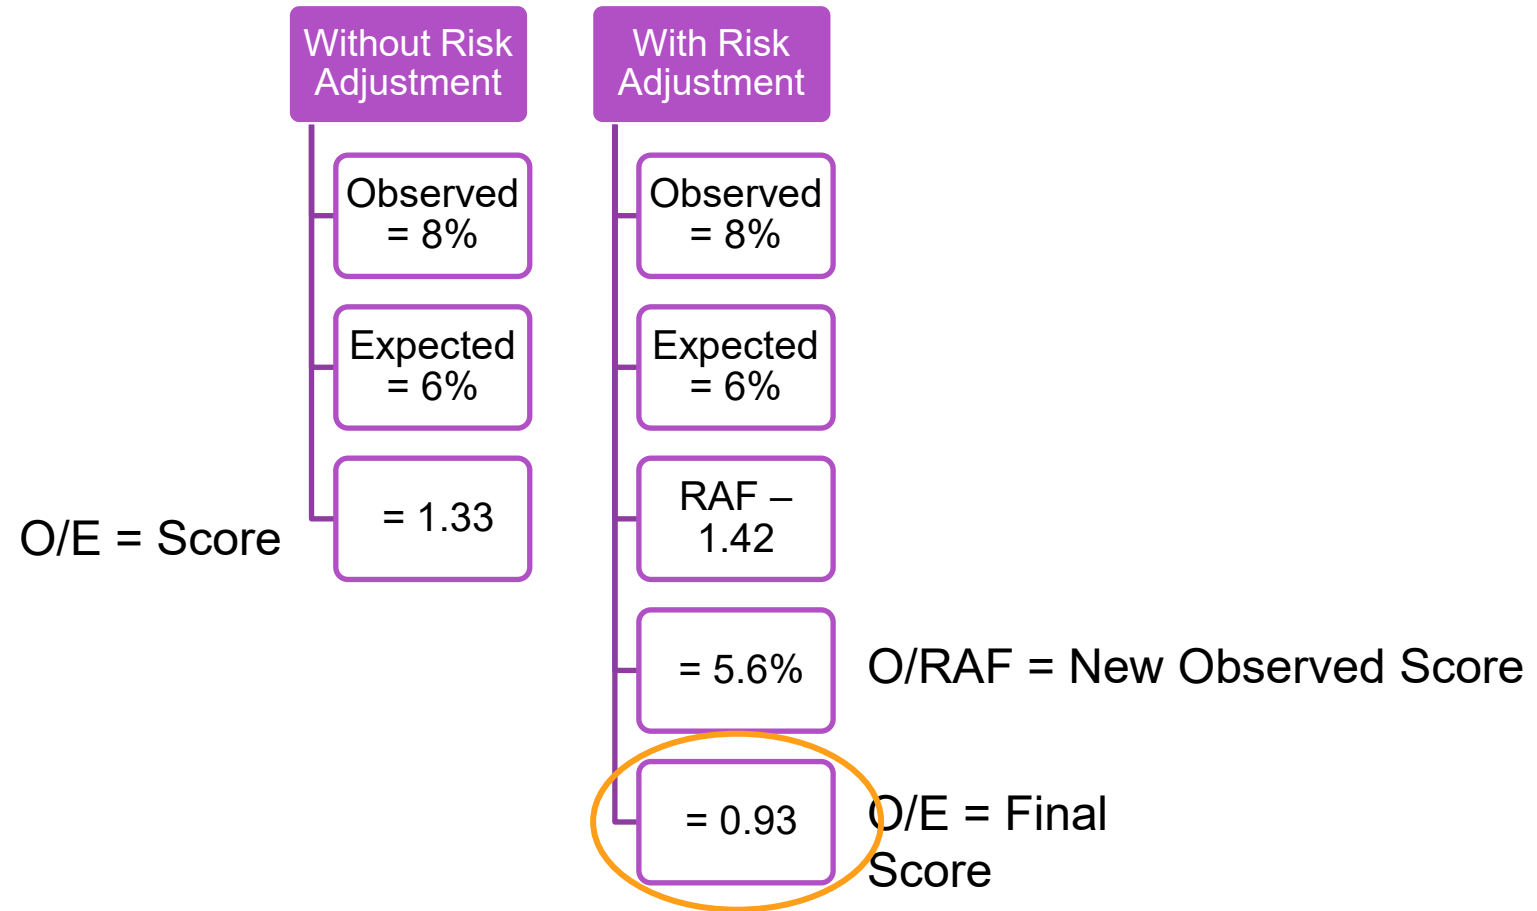 Without Risk
Adjustment
Observed
= 8%
Expected
= 6%
= 1.33
O/E = Score
With Risk
Adjustment
Observed
= 8%
Expected
= 6%
RAF –
1.42
= 5.6%
O/RAF = New Observed Score
= 0.93
O/E = Final
Score